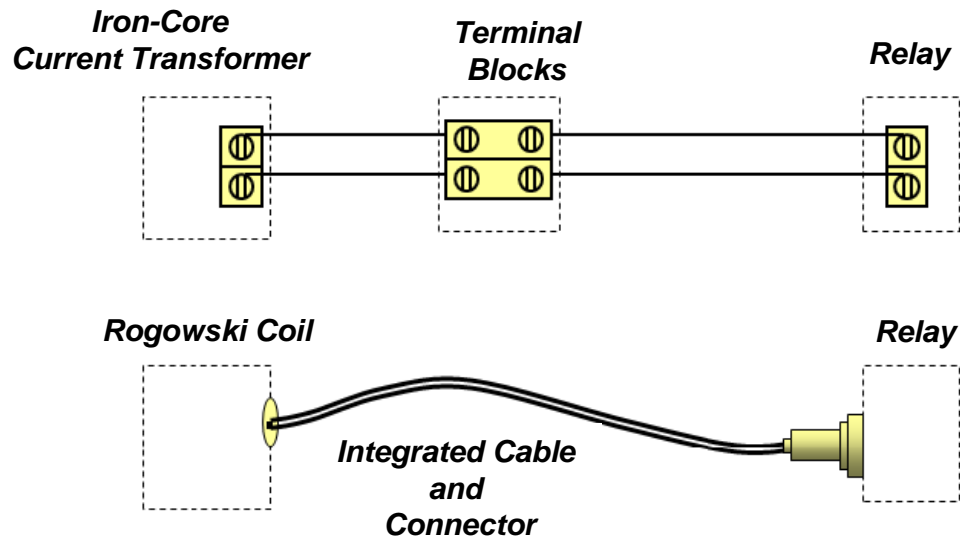 Iron-Core
Current Transformer
Terminal
Blocks
Relay
Rogowski Coil
Relay
Integrated Cable
and
Connector